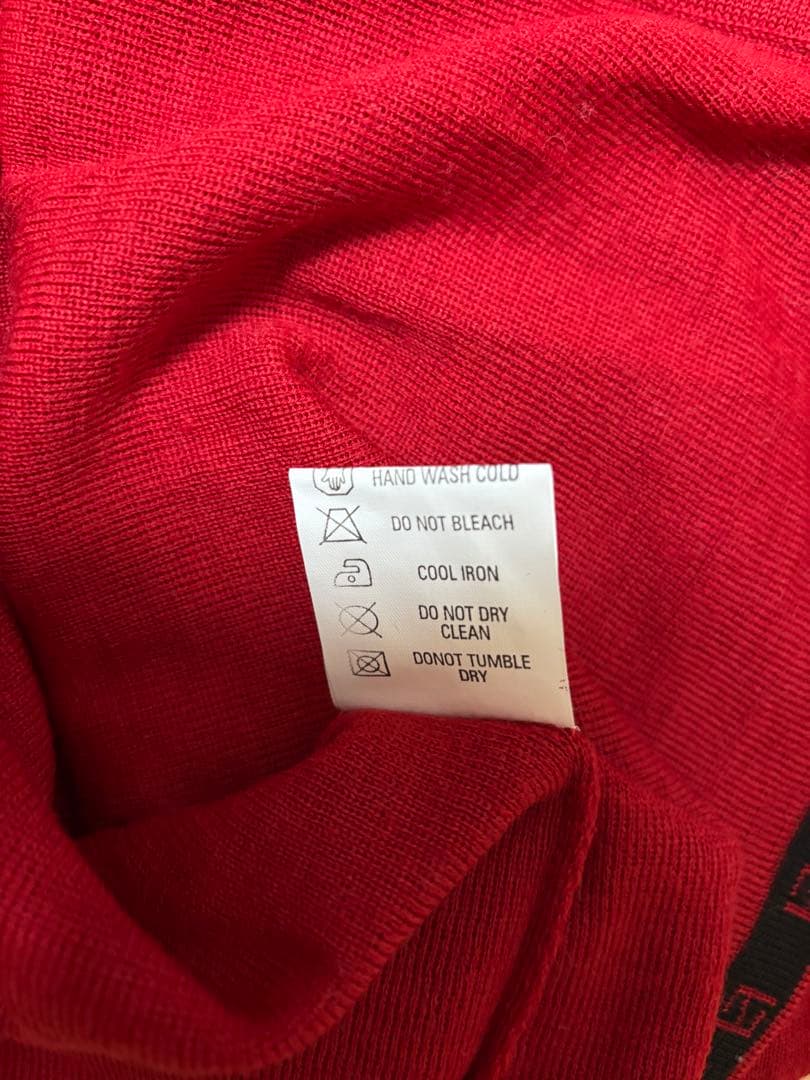 HAND WASH COLD
DO NOT BLEACH
COOL IRON
DO NOT DRY
CLEAN
DONOT TUMBLE
DRY